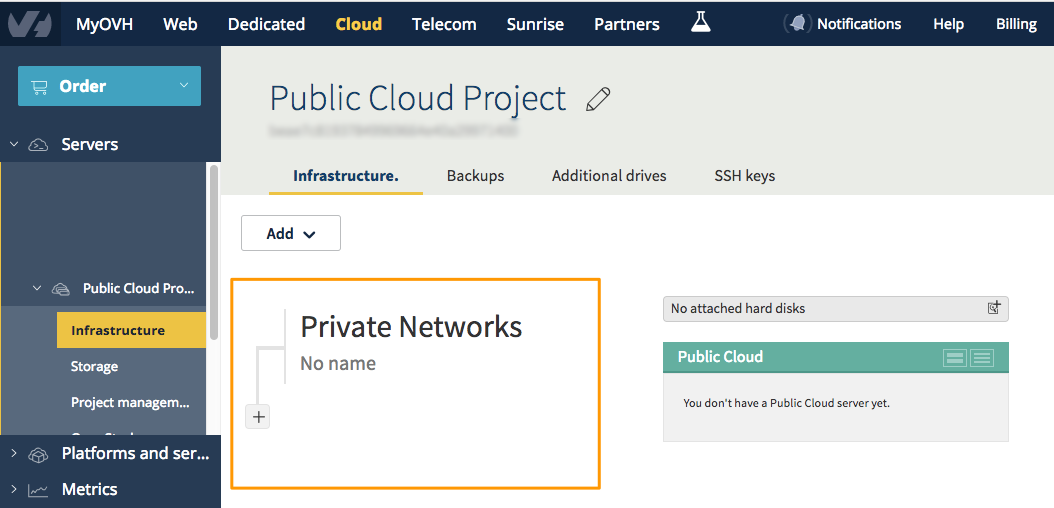 MyOVH Web Dedicated Cloud Telecom Sunrise Partners Notifications Help Billing
Order
Servers
Public Cloud Pro...
Infrastructure
Storage
Project managem...
Platforms and ser...
Metrics
Public Cloud Project
Infrastructure. Backups Additional drives SSH keys
Add
Private Networks
No name
+
No attached hard disks
Public Cloud
You don't have a Public Cloud server yet.